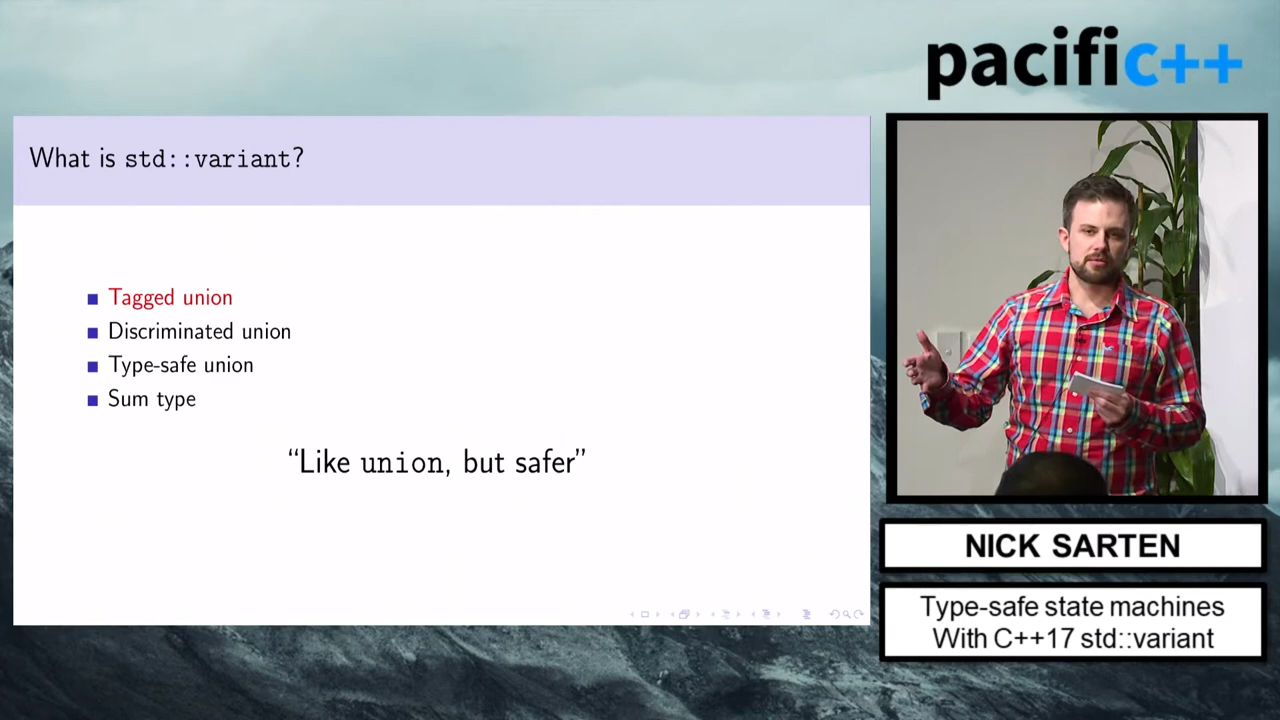 pacific++
What is std::variant?
Tagged union
Discriminated union
Type-safe union
Sum type
“Like union, but safer”
NICK SARTEN
Type-safe state machines
With C++17 std::variant